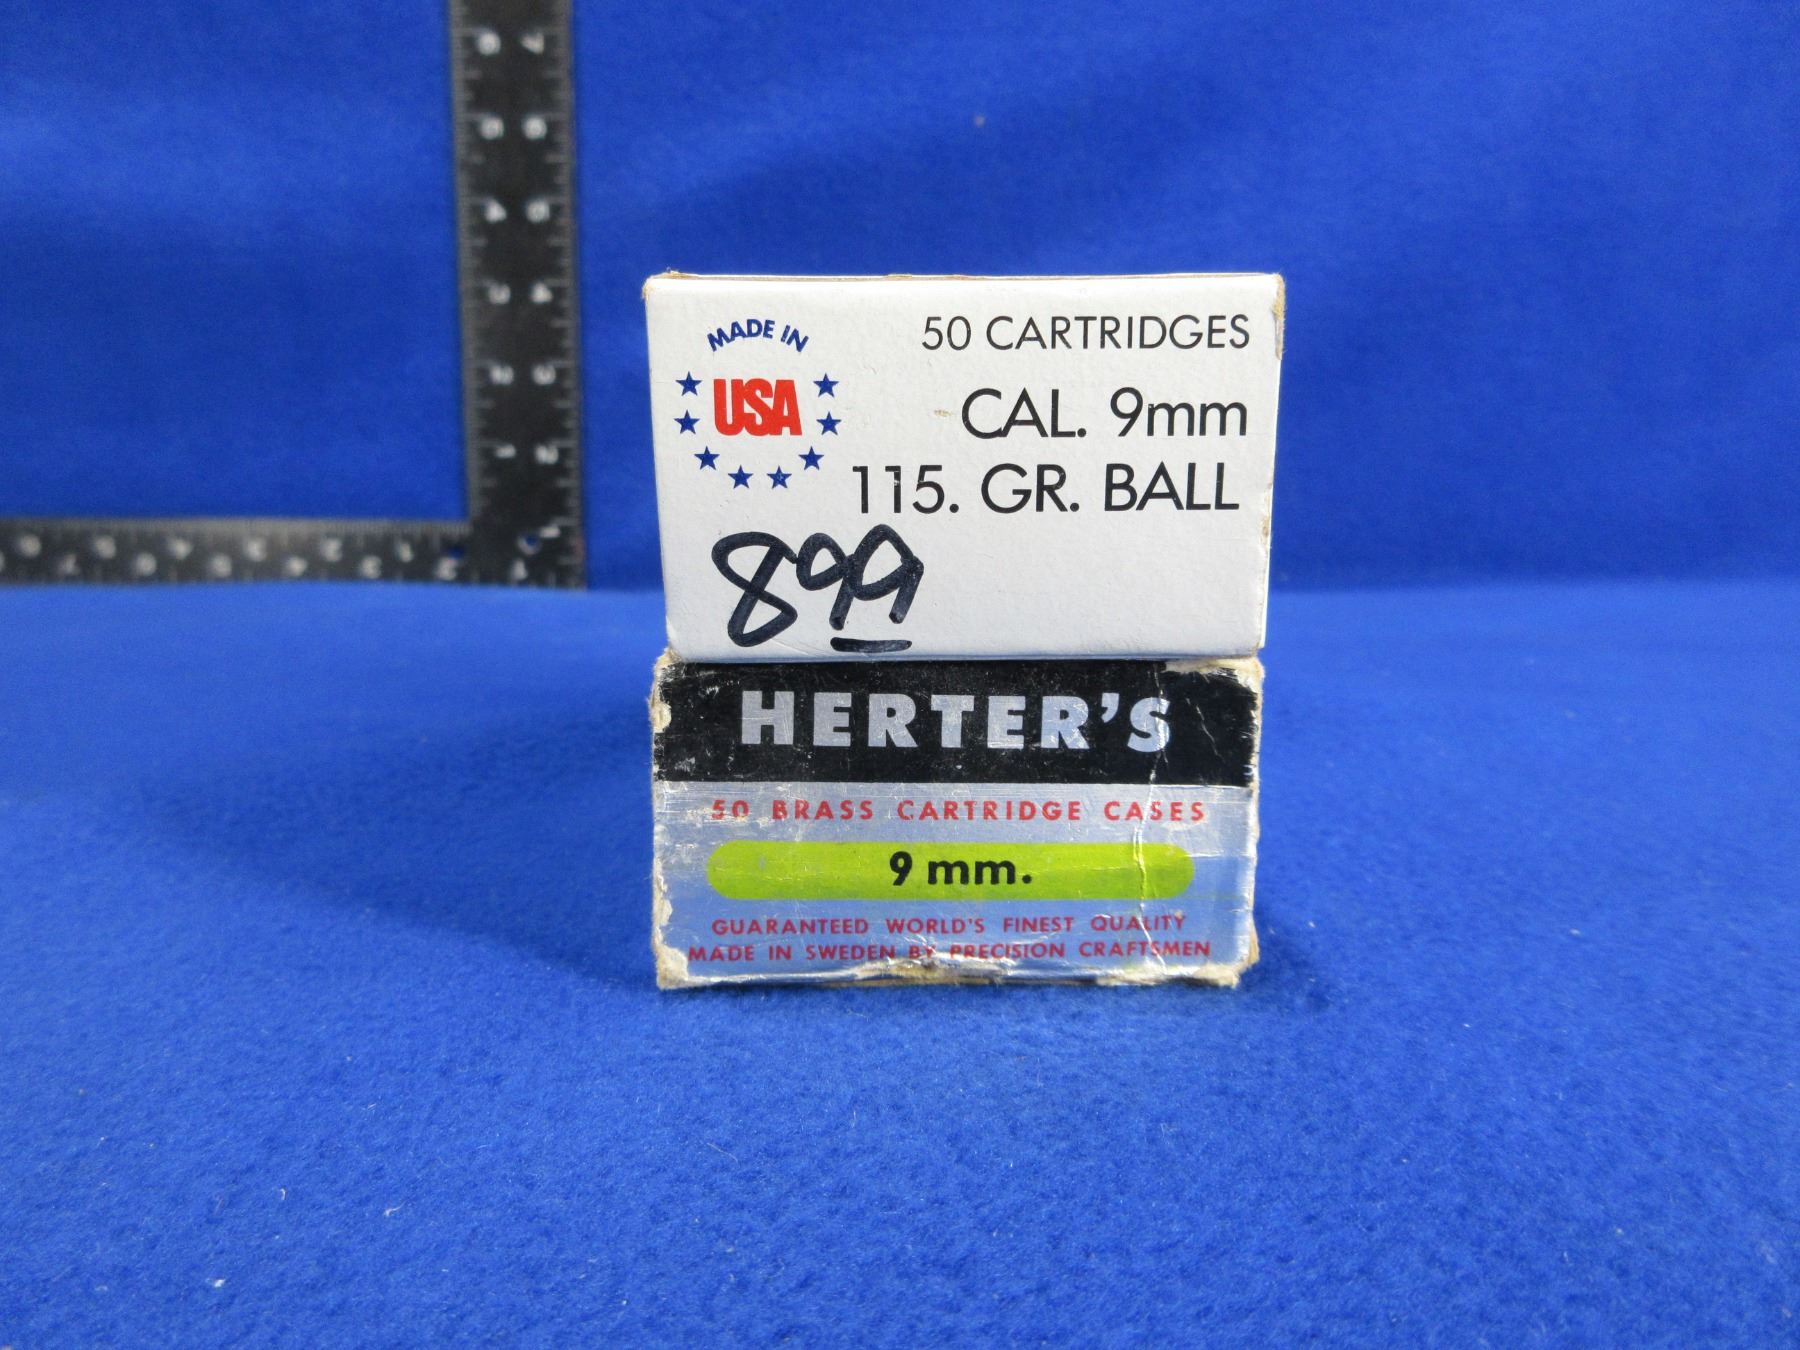 MADE IN
USA
50 CARTRIDGES
CAL. 9mm
115. GR. BALL
899
HERTER'S
50 BRASS CARTRIDGE CASES
9 mm.
GUARANTEED WORLD'S FINEST QUALITY
MADE IN SWEDEN BY PRECISION CRAFTSMEN